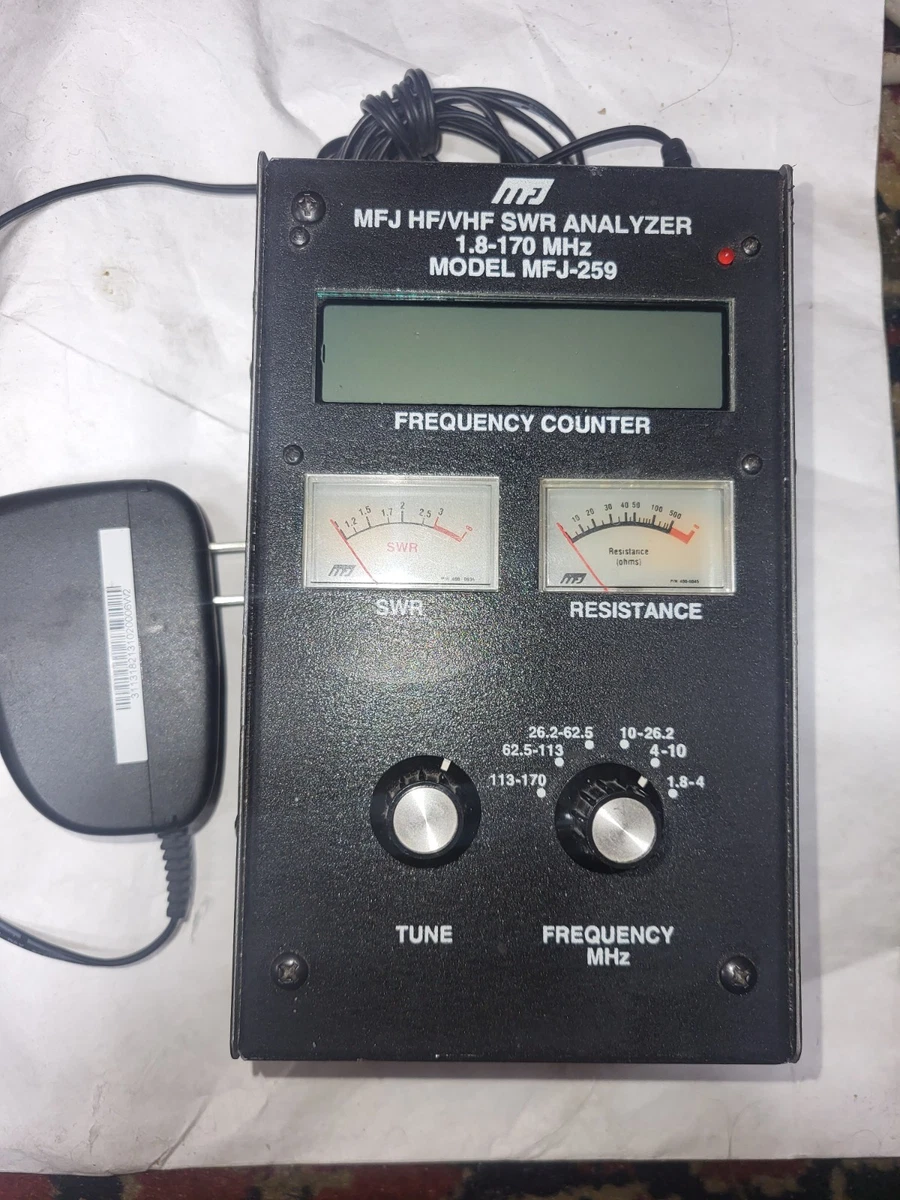 MFJ
MFJ HF/VHF SWR ANALYZER
1.8-170 MHz
MODEL MFJ-259
FREQUENCY COUNTER
1 1.2 1.5 1.7 2 2.5 3
SWR
MFJ
10 20 30 40 50 100 500
Resistance
(ohms)
MFJ
SWR
RESISTANCE
26.2-62.5 10-26.2
62.5-113 4-10
113-170 1.8-4
TUNE
FREQUENCY
MHz